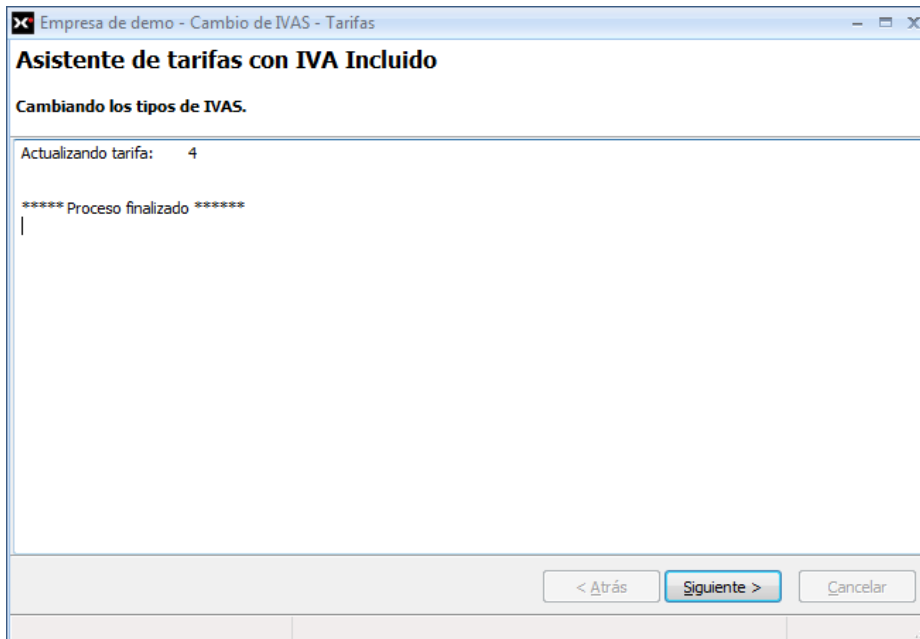 Empresa de demo - Cambio de IVAS - Tarifas
Asistente de tarifas con IVA Incluido
Cambiando los tipos de IVAS.
Actualizando tarifa: 4
***** Proceso finalizado ******
< Atrás
Siguiente >
Cancelar